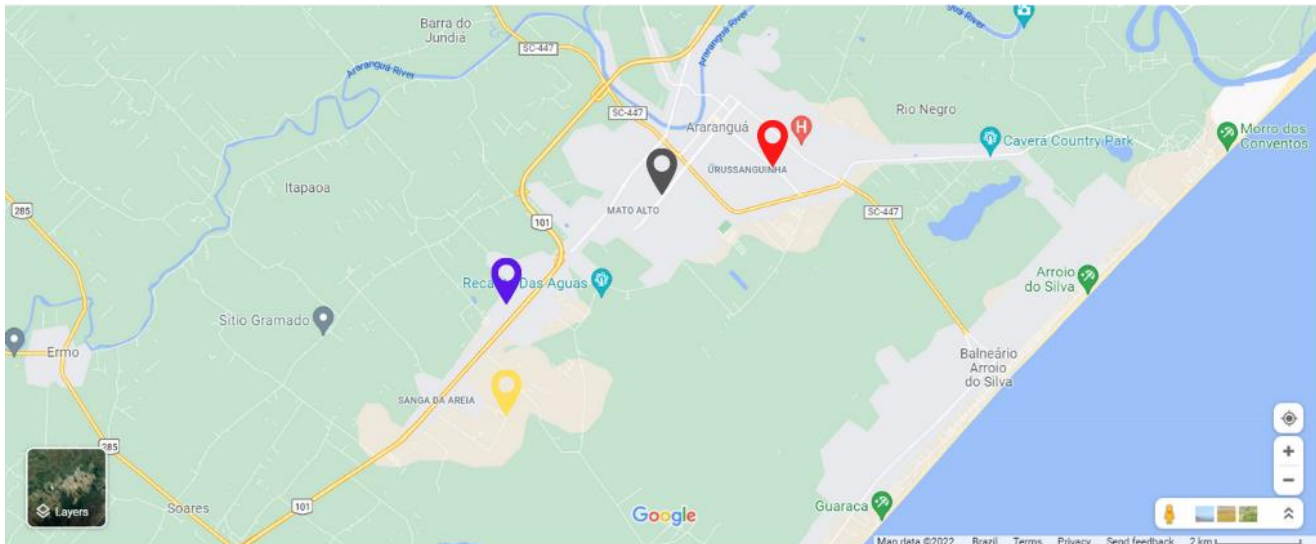 Barra do
Jundiá
SC-447
Araranguá River
Araranguá River
SC-447
Araranguá
H
Rio Negro
Caverá Country Park
Morro dos
Conventos
URUSSANGUINHA
Itapaoa
MATO ALTO
285
101
SC-447
Arroio
do Silva
Das Aguas
Sitio Gramado
Ermo
Balneário
Arroio
do Silva
SANGA DA AREIA
285
Layers
Soares
101
Google
Guaraca
Map data ©2022 Brazil Terms Privacy Send feedback 2 km